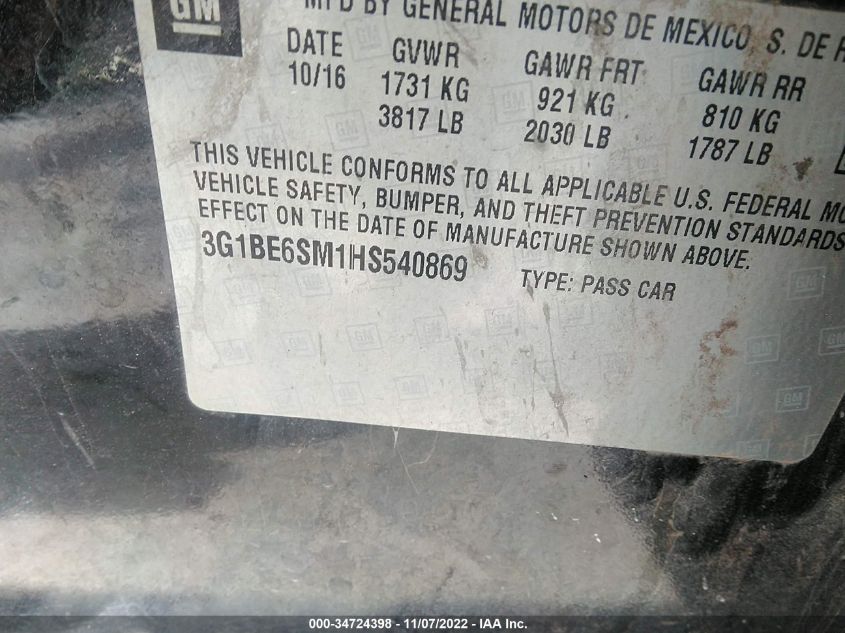 GM
MFD BY GENERAL MOTORS DE MEXICO, S. DE
DATE GVWR GAWR FRT GAWR RR
10/16 1731 KG 921 KG 810 KG
3817 LB 2030 LB 1787 LB
THIS VEHICLE CONFORMS TO ALL APPLICABLE U.S. FEDERAL
VEHICLE SAFETY, BUMPER, AND THEFT PREVENTION STANDARDS
EFFECT ON THE DATE OF MANUFACTURE SHOWN ABOVE.
3G1BE6SM1HS540869 TYPE: PASS CAR
000-34724398 - 11/07/2022 - IAA Inc.